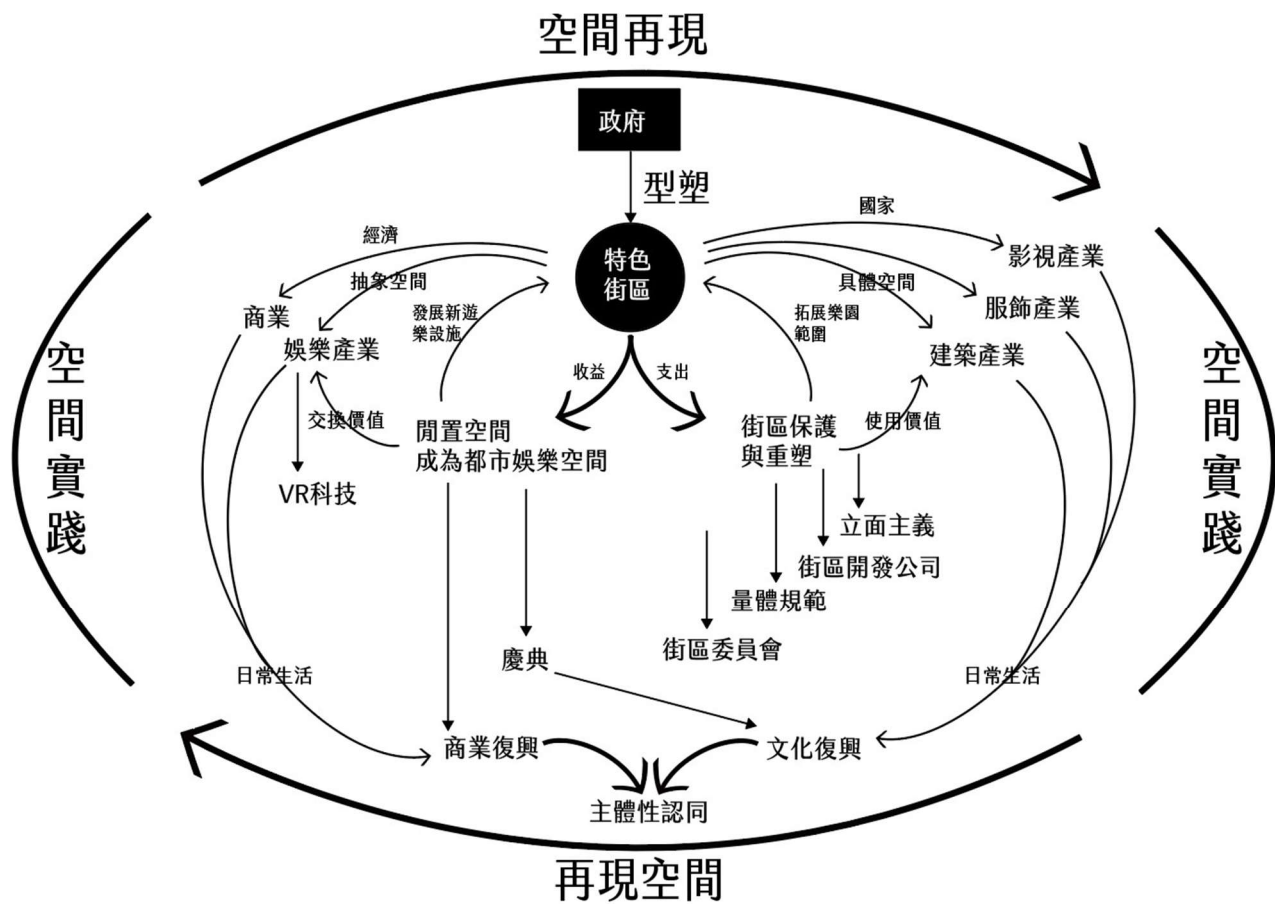 空間再現
政府
型塑
國家
經濟
特色
街區
影視產業
抽象空間
具體空間
商業
發展新遊
樂設施
拓展樂園
範圍
服飾產業
娛樂產業
建築產業
收益
支出
空間實踐
空間實踐
交換價值
閒置空間
成為都市娛樂空間
街區保護
與重塑
使用價值
VR科技
立面主義
街區開發公司
量體規範
街區委員會
慶典
日常生活
日常生活
商業復興
文化復興
主體性認同
再現空間